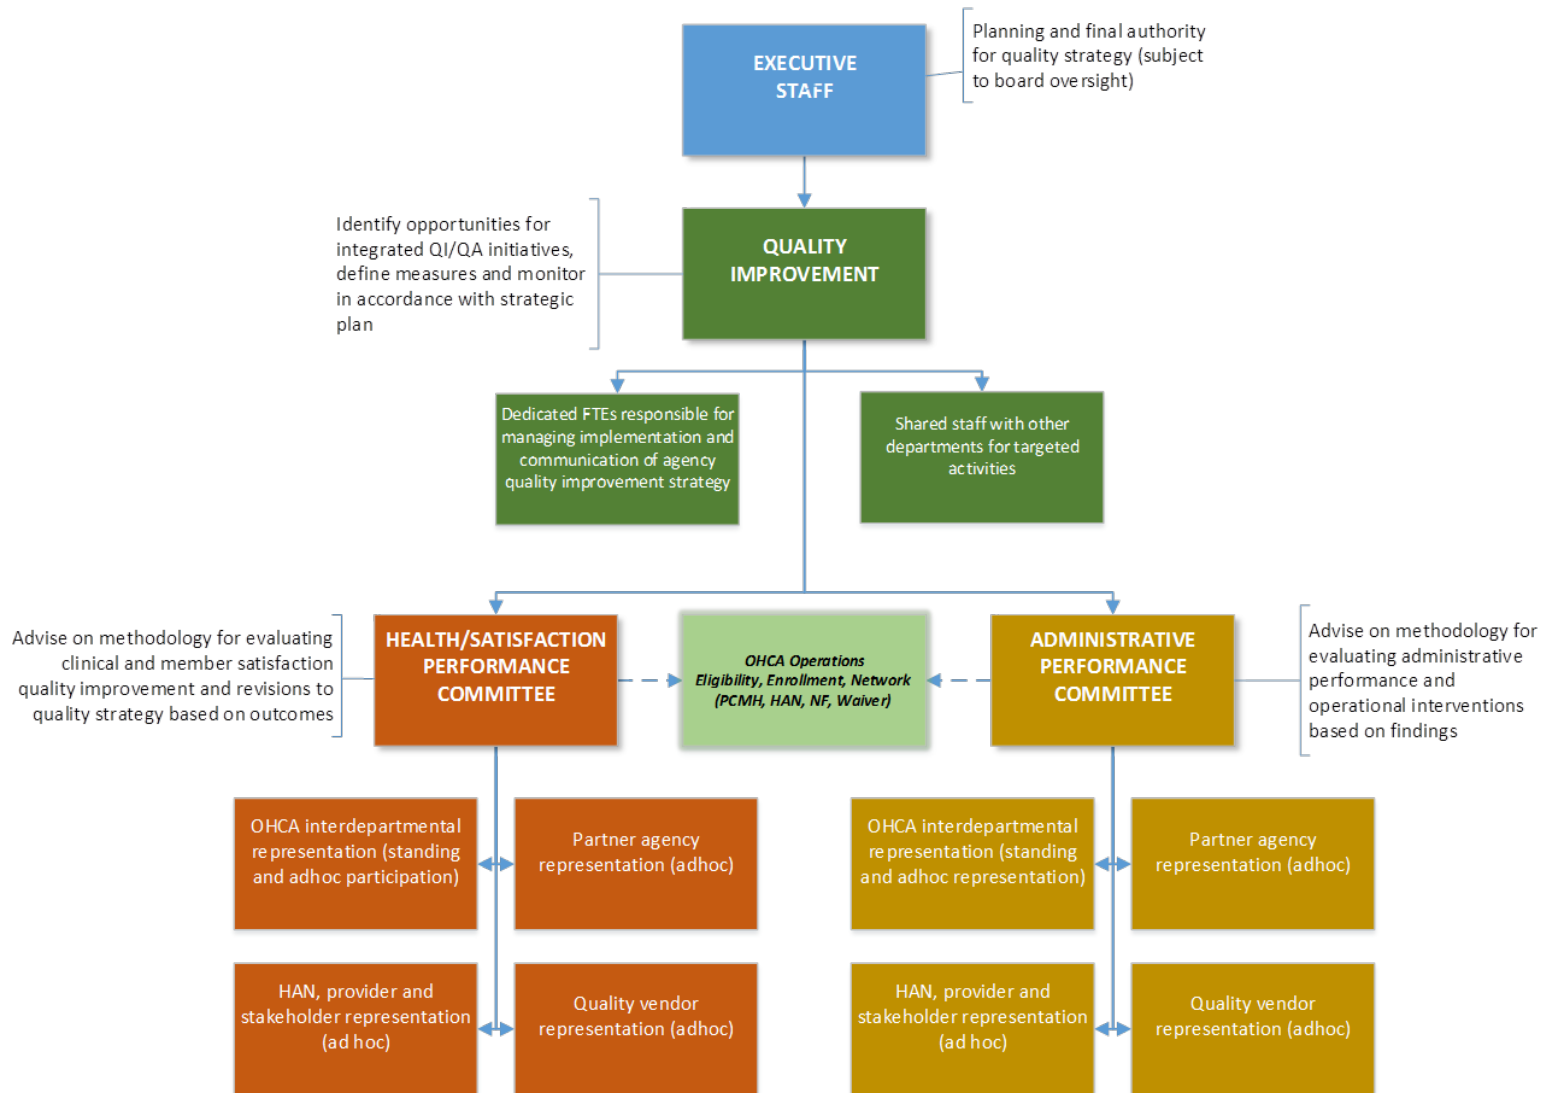 EXECUTIVE
STAFF
Planning and final authority
for quality strategy (subject
to board oversight)
Identify opportunities for
integrated QI/QA initiatives,
define measures and monitor
in accordance with strategic
plan
QUALITY
IMPROVEMENT
Dedicated FTEs responsible for
managing implementation and
communication of agency
quality improvement strategy
Shared staff with other
departments for targeted
activities
Advise on methodology for evaluating
clinical and member satisfaction
quality improvement and revisions to
quality strategy based on outcomes
HEALTH/SATISFACTION
PERFORMANCE
COMMITTEE
OHCA Operations
Eligibility, Enrollment, Network
(PCMH, HAN, NF, Waiver)
ADMINISTRATIVE
PERFORMANCE
COMMITTEE
Advise on methodology for
evaluating administrative
performance and
operational interventions
based on findings
OHCA interdepartmental
representation (standing
and adhoc participation)
Partner agency
representation (adhoc)
OHCA interdepartmental
representation (standing
and adhoc representation)
Partner agency
representation (adhoc)
HAN, provider and
stakeholder representation
(ad hoc)
Quality vendor
representation (adhoc)
HAN, provider and
stakeholder representation
(ad hoc)
Quality vendor
representation (adhoc)